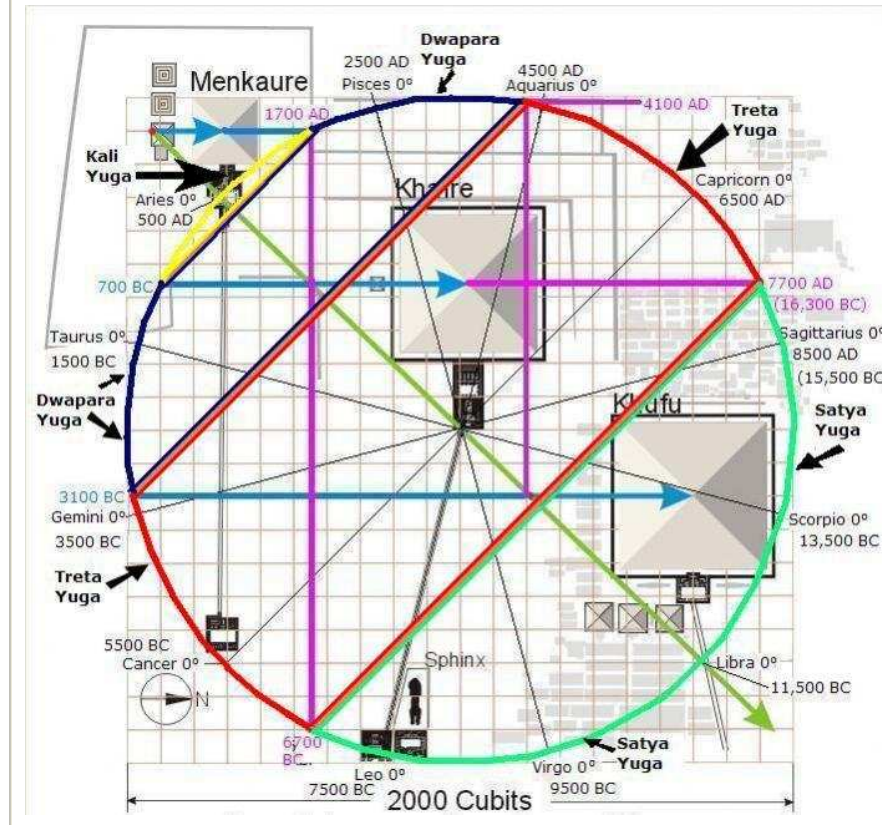 Dwapara
Yuga
2500 AD
Pisces 0°
4500 AD
Aquarius 0°
Menkaure
1700 AD
4100 AD
Treta
Yuga
Kali
Yuga
Aries 0°
500 AD
Khafre
Capricorn 0°
6500 AD
700 BC
7700 AD
(16,300 BC)
Taurus 0°
1500 BC
Sagittarius 0°
8500 AD
(15,500 BC
Dwapara
Yuga
Khufu
Satya
Yuga
3100 BC
Gemini 0°
3500 BC
Scorpio 0°
13,500 BC
Treta
Yuga
5500 BC
Cancer 0°
Sphinx
Libra 0°
11,500 BC
N
6700
BC
Leo 0°
7500 BC
Virgo 0°
9500 BC
Satya
Yuga
2000 Cubits